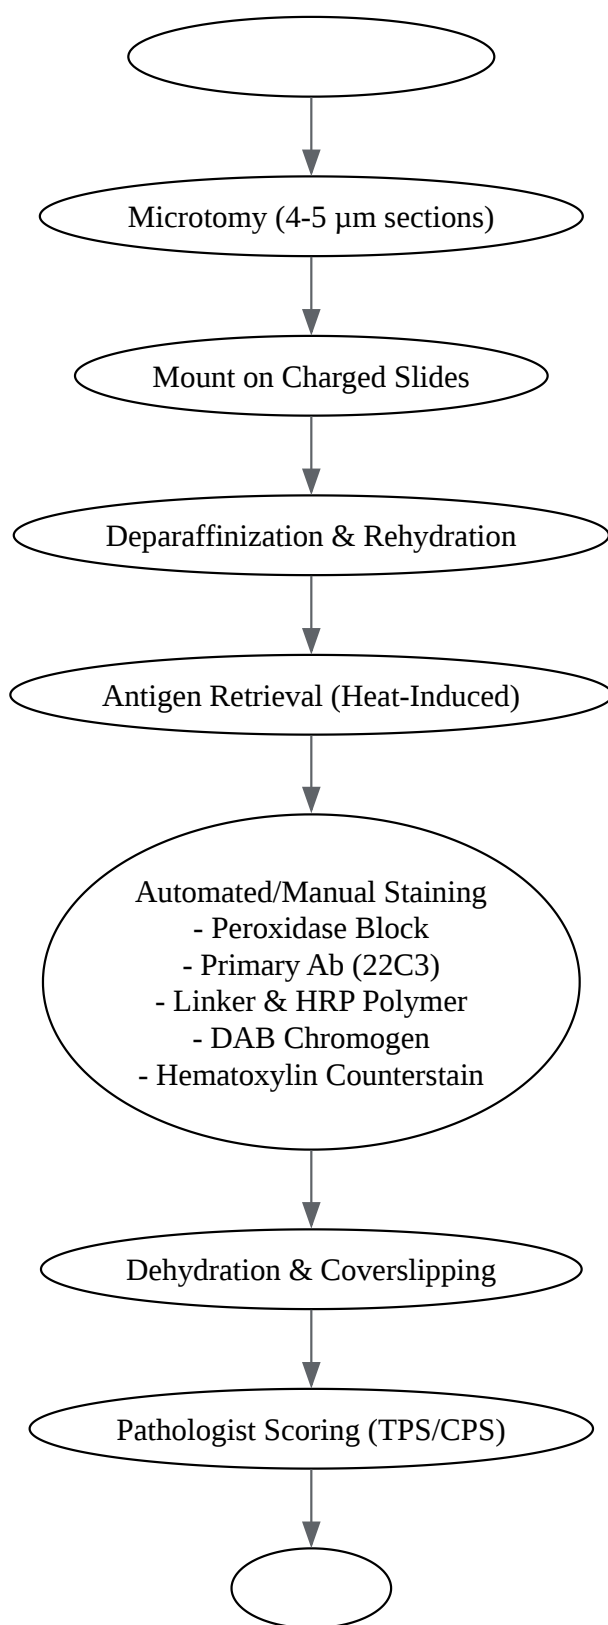 Microtomy (4-5 µm sections)
Mount on Charged Slides
Deparaffinization & Rehydration
Antigen Retrieval (Heat-Induced)
Automated/Manual Staining
- Peroxidase Block
- Primary Ab (22C3)
- Linker & HRP Polymer
- DAB Chromogen
- Hematoxylin Counterstain
Dehydration & Coverslipping
Pathologist Scoring (TPS/CPS)